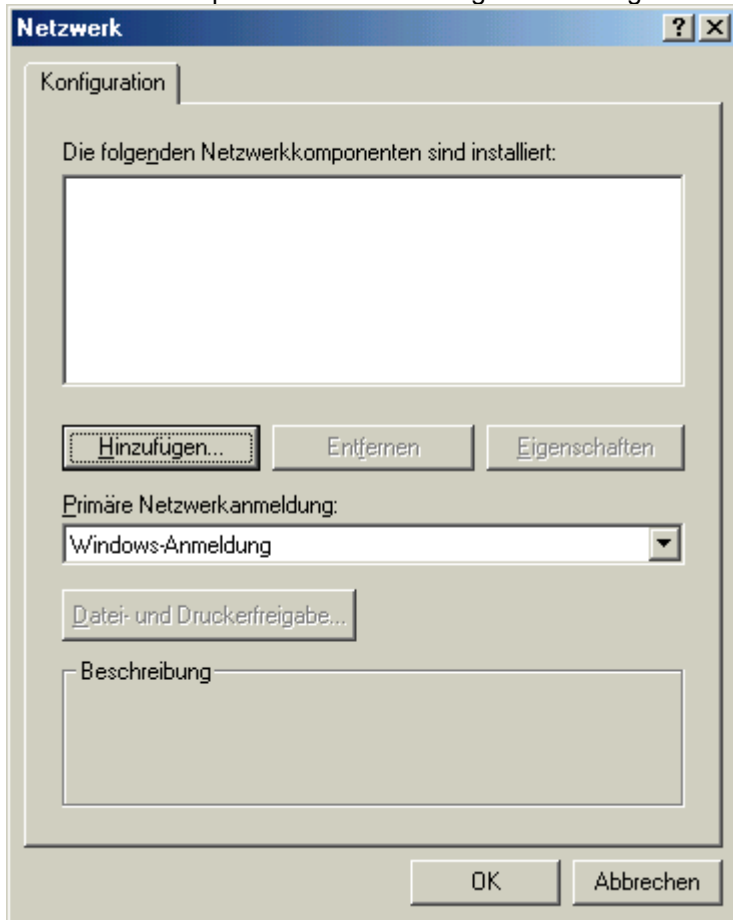 Netzwerk
Konfiguration
Die folgenden Netzwerkkomponenten sind installiert:
Hinzufügen... Entfernen Eigenschaften
Primäre Netzwerkanmeldung:
Windows-Anmeldung
Datei- und Druckerfreigabe...
Beschreibung
OK Abbrechen